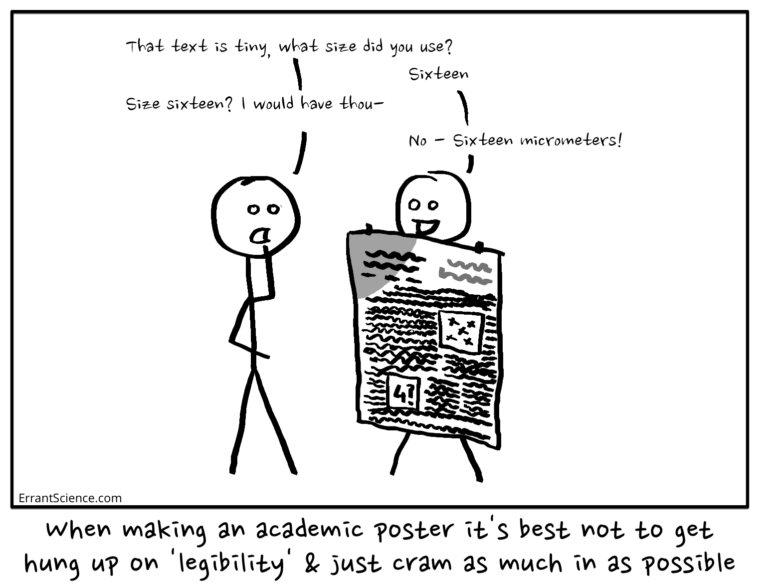 That text is tiny, what size did you use?
Sixteen
Size sixteen? I would have thou-
No - Sixteen micrometers!
4?
ErrantScience.com
When making an academic poster it's best not to get
hung up on 'legibility' & just cram as much in as possible